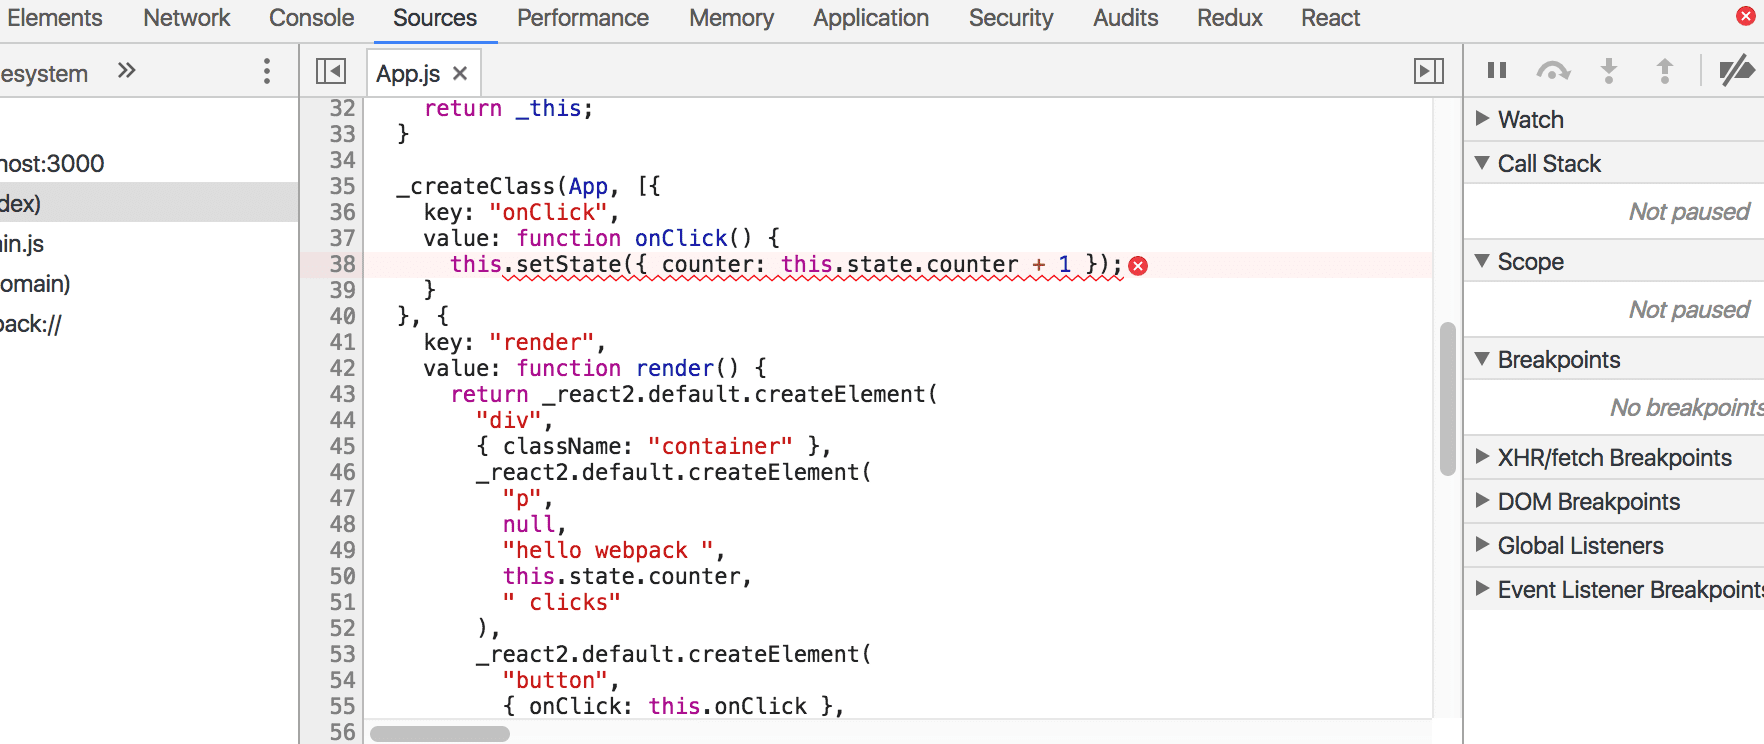 Elements Network Console Sources Performance Memory Application Security Audits Redux React
esystem
App.js
host:3000
dex)
in.js
omain)
pack://
32 return _this;
33 }
34
35 _createClass(App, [{
36 key: "onClick",
37 value: function onClick() {
38 this.setState({ counter: this.state.counter + 1 });
39 }
40 }, {
41 key: "render",
42 value: function render() {
43 return _react2.default.createElement(
44 "div",
45 { className: "container" },
46 _react2.default.createElement(
47 "p",
48 null,
49 "hello webpack ",
50 this.state.counter,
51 " clicks"
52 ),
53 _react2.default.createElement(
54 "button",
55 { onClick: this.onClick },
56
Watch
Call Stack
Not paused
Scope
Not paused
Breakpoints
No breakpoints
XHR/fetch Breakpoints
DOM Breakpoints
Global Listeners
Event Listener Breakpoints